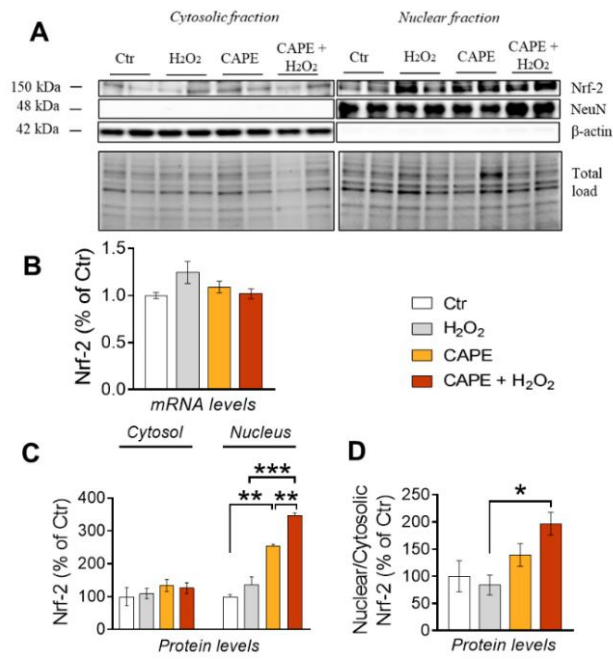 Cytosolic fraction
Nuclear fraction
A
Ctr
H₂O₂
CAPE
CAPE +
H₂O₂
Ctr
H₂O₂
CAPE
CAPE +
H₂O₂
150 kDa
Nrf-2
48 kDa
NeuN
42 kDa
β-actin
Total
load
B
Nrf-2 (% of Ctr)
1.5
1.0
0.5
0.0
mRNA levels
Ctr
H₂O₂
CAPE
CAPE + H₂O₂
Cytosol
Nucleus
C
Nrf-2 (% of Ctr)
400
300
200
100
0
***
**
**
Protein levels
D
Nuclear/Cytosolic
Nrf-2 (% of Ctr)
250
200
150
100
50
0
*
Protein levels